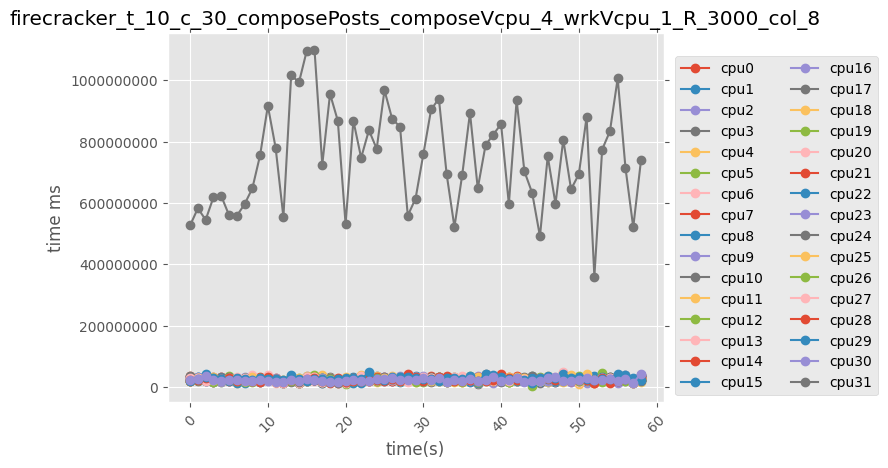 firecracker_t_10_c_30_composePosts_composeVcpu_4_wrkVcpu_1_R_3000_col_8
1000000000
800000000
600000000
400000000
200000000
0
time ms
0 10 20 30 40 50 60
time(s)
cpu0 cpu16
cpu1 cpu17
cpu2 cpu18
cpu3 cpu19
cpu4 cpu20
cpu5 cpu21
cpu6 cpu22
cpu7 cpu23
cpu8 cpu24
cpu9 cpu25
cpu10 cpu26
cpu11 cpu27
cpu12 cpu28
cpu13 cpu29
cpu14 cpu30
cpu15 cpu31